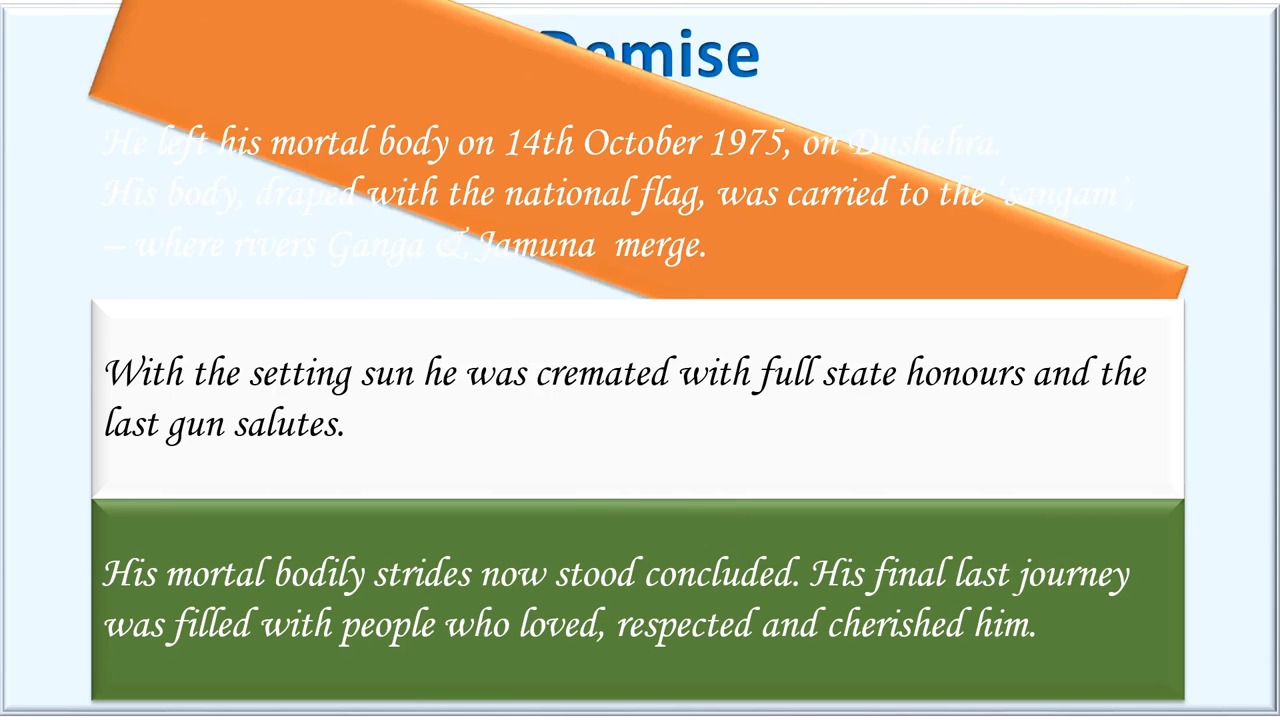 Demise
He left his mortal body on 14th October 1975, on Dushehra.
His body, draped with the national flag, was carried to the ‘sangam’,
– where rivers Ganga & Jamuna merge.
With the setting sun he was cremated with full state honours and the
last gun salutes.
His mortal bodily strides now stood concluded. His final last journey
was filled with people who loved, respected and cherished him.